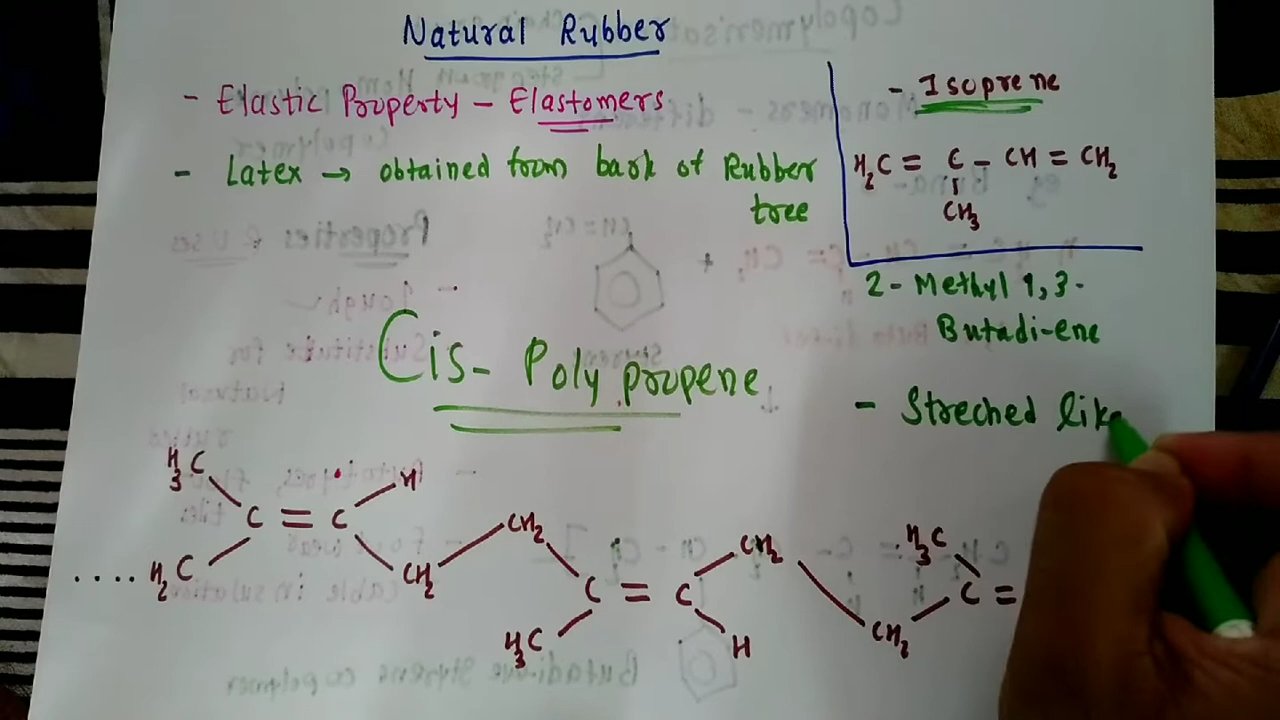 Natural Rubber
- Elastic Property - Elastomers
- Latex → obtained from bark of Rubber
tree
- Isoprene
H₂C = C - CH = CH₂
CH₃
2- Methyl 1,3-
Butadi-ene
Cis- Poly propene
- Streched like
H₃C H
C = C
.... H₂C CH₂
CH₂ CH₂
C = C
H₃C H
H₃C
C =
CH₂